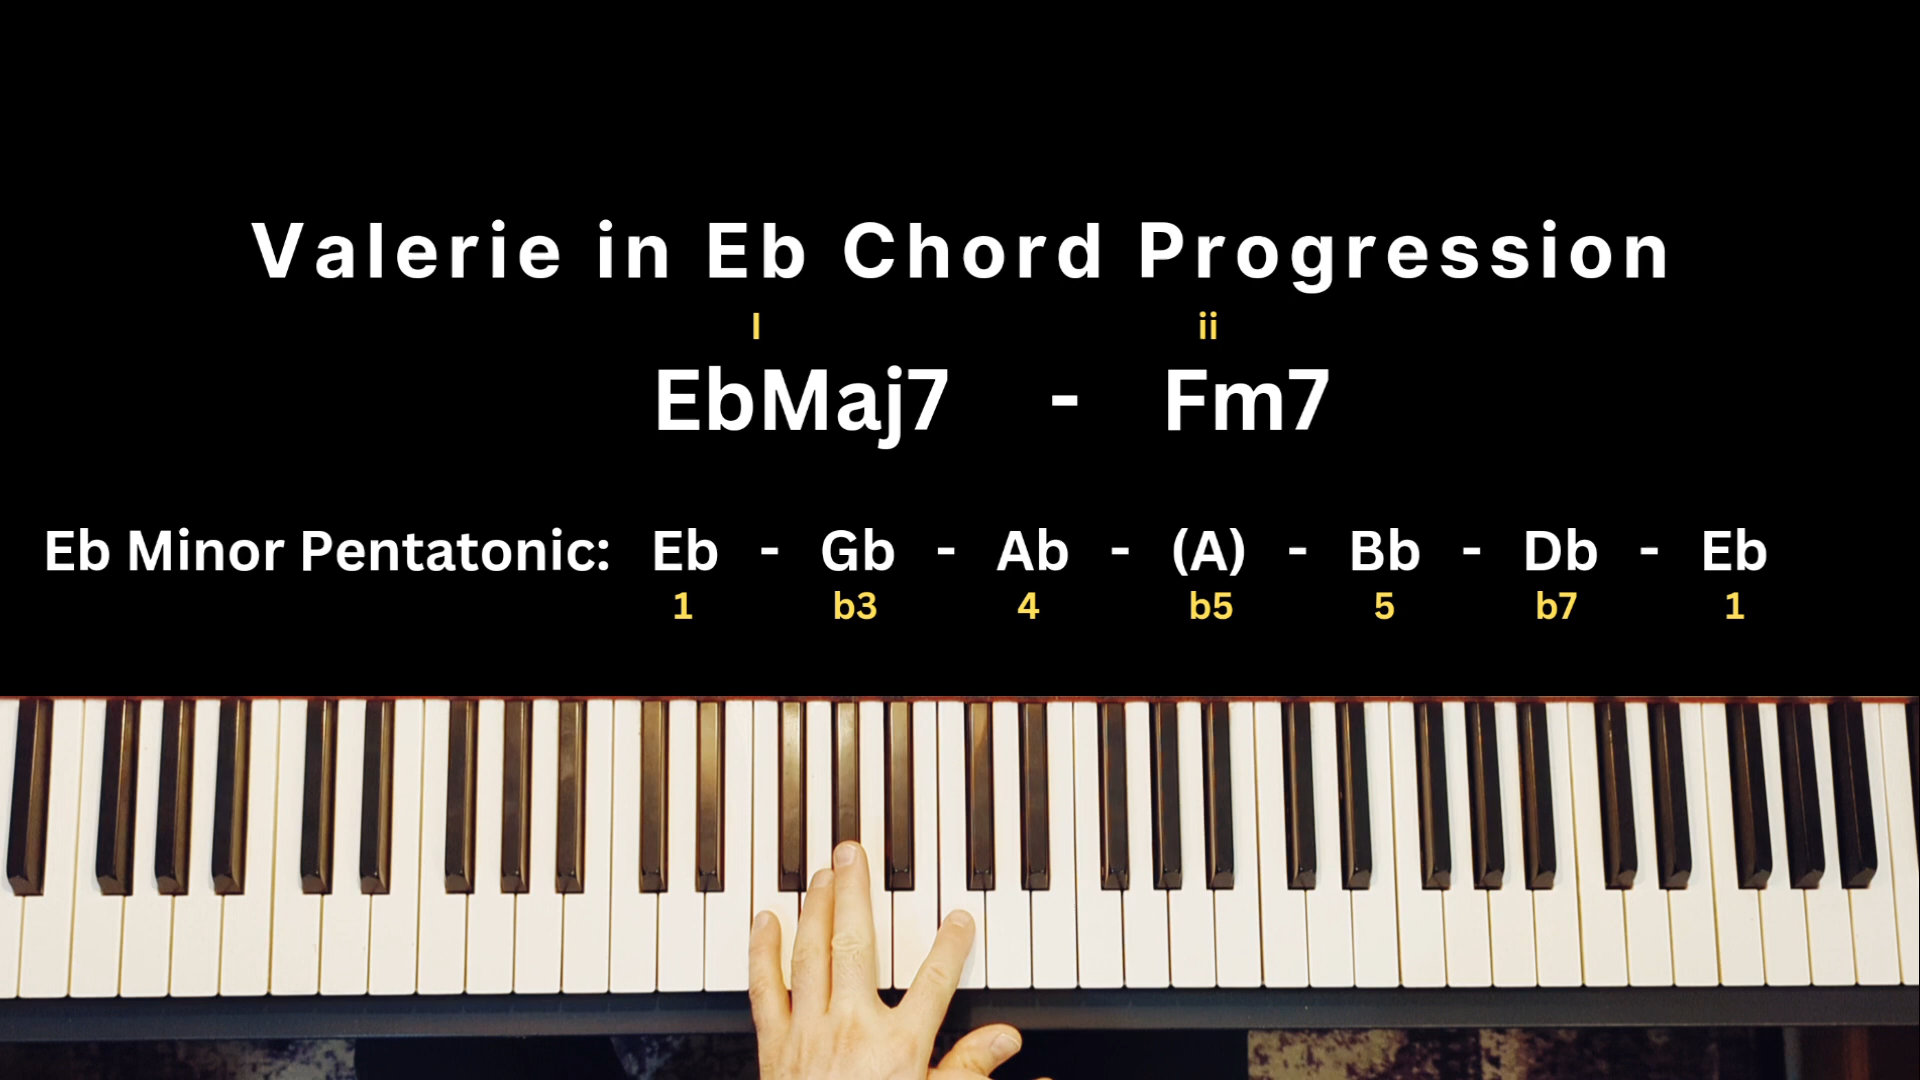 Valerie in Eb Chord Progression
I ii
EbMaj7 - Fm7
Eb Minor Pentatonic: Eb - Gb - Ab - (A) - Bb - Db - Eb
1 b3 4 b5 5 b7 1